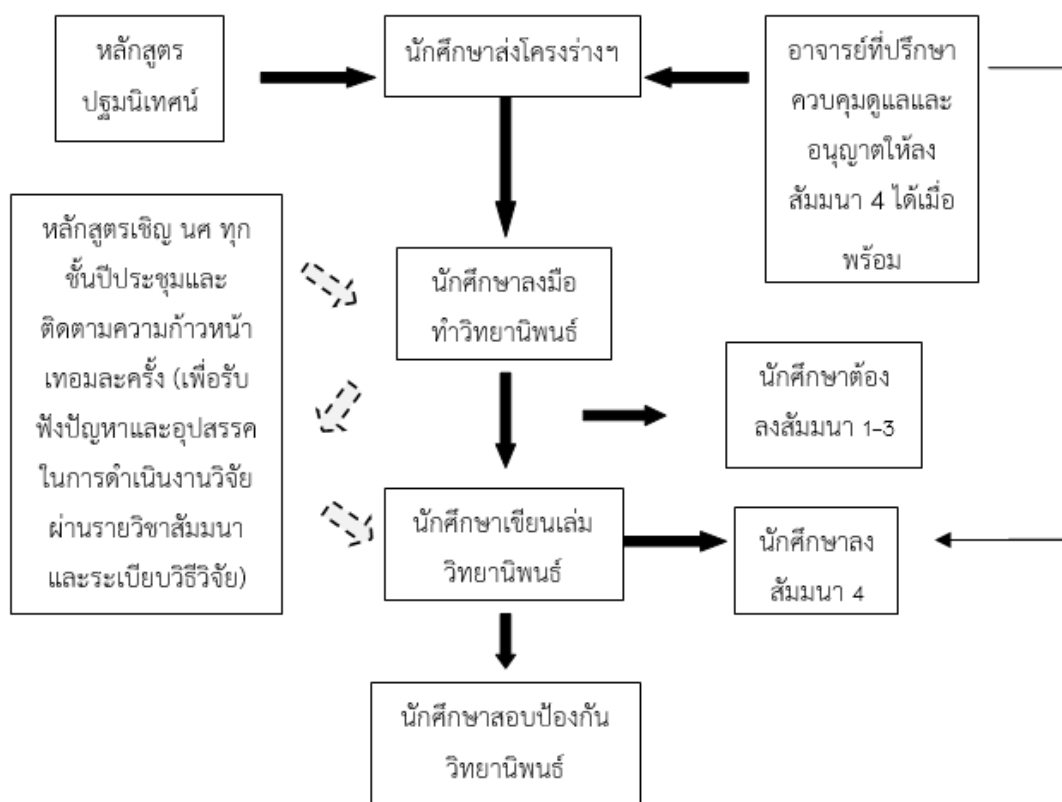 หลักสูตร
ปฐมนิเทศน์
นักศึกษาส่งโครงร่างฯ
อาจารย์ที่ปรึกษา
ควบคุมดูแลและ
อนุญาตให้ลง
สัมมนา 4 ได้เมื่อ
พร้อม
หลักสูตรเชิญ นศ ทุก
ชั้นปีประชุมและ
ติดตามความก้าวหน้า
เทอมละครั้ง (เพื่อรับ
ฟังปัญหาและอุปสรรค
ในการดำเนินงานวิจัย
ผ่านรายวิชาสัมมนา
และระเบียบวิธีวิจัย)
นักศึกษาลงมือ
ทำวิทยานิพนธ์
นักศึกษาต้อง
ลงสัมมนา 1-3
นักศึกษาเขียนเล่ม
วิทยานิพนธ์
นักศึกษาลง
สัมมนา 4
นักศึกษาสอบป้องกัน
วิทยานิพนธ์